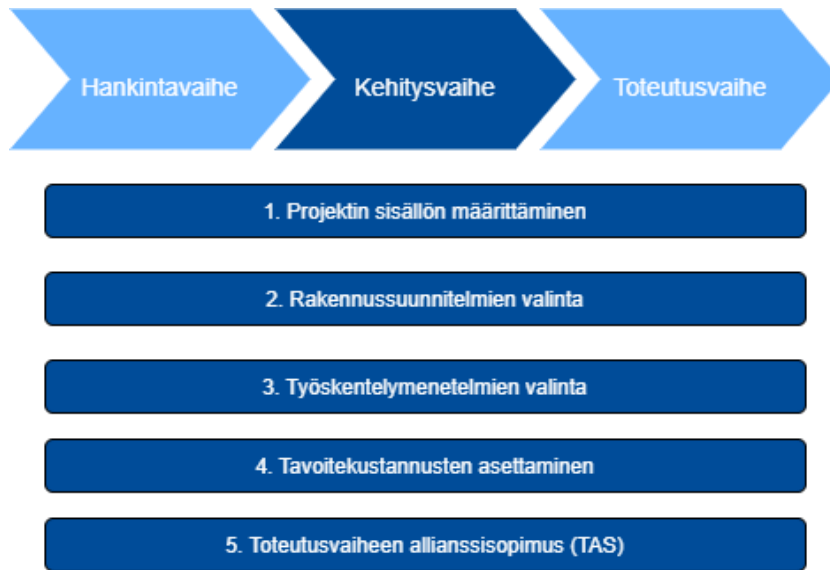 Hankintavaihe
Kehitysvaihe
Toteutusvaihe
1. Projektin sisällön määrittäminen
2. Rakennussuunnitelmien valinta
3. Työskentelymenetelmien valinta
4. Tavoitekustannusten asettaminen
5. Toteutusvaiheen allianssisopimus (TAS)